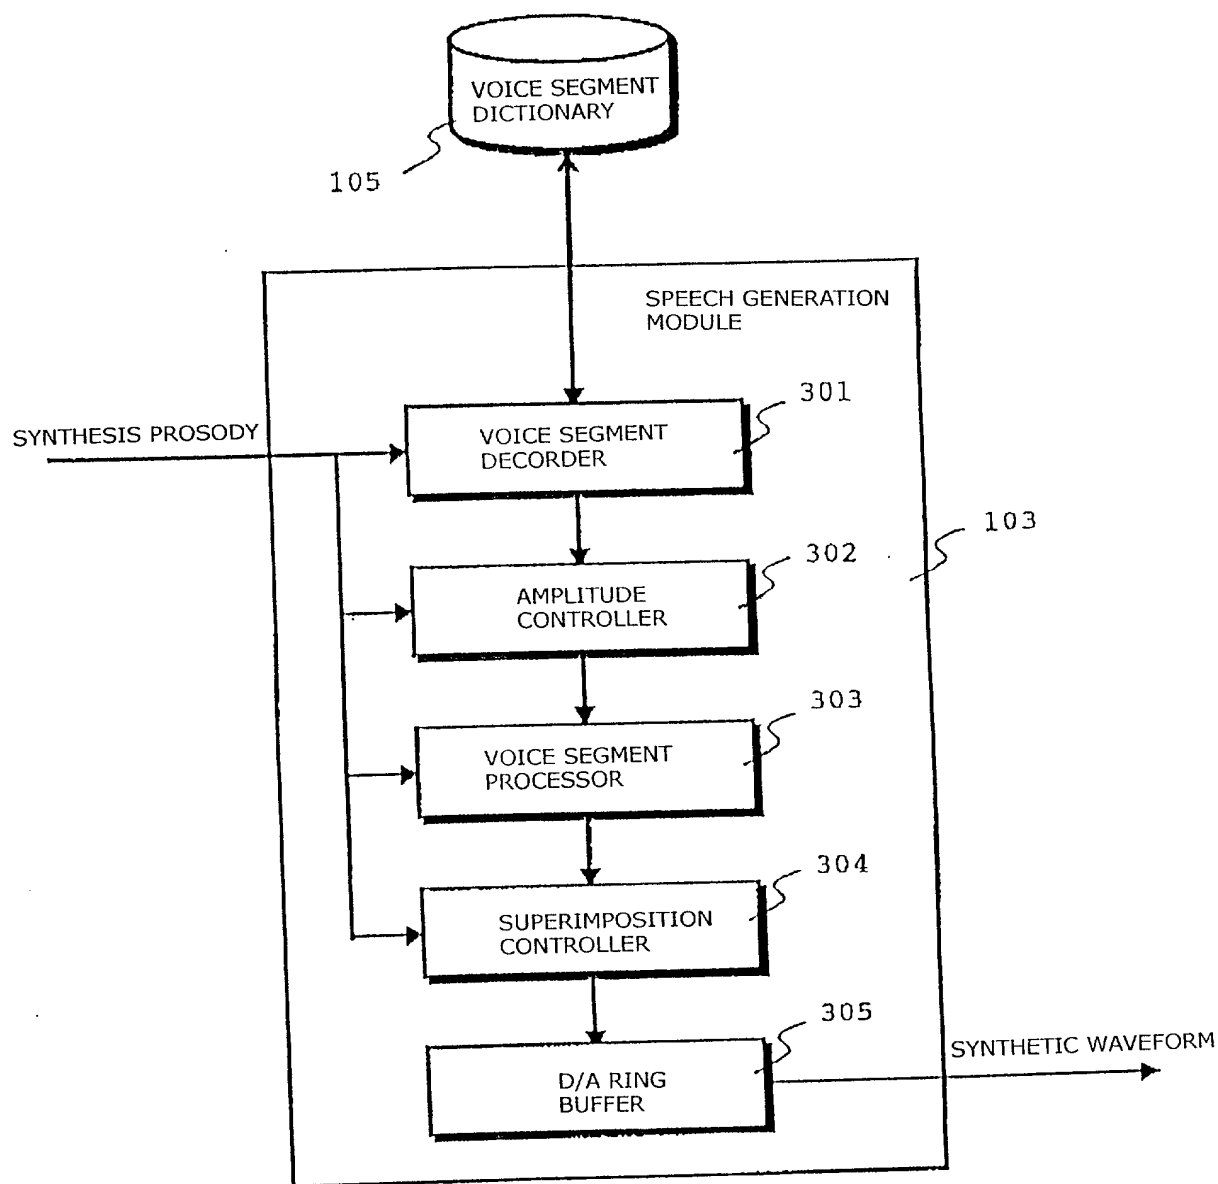 VOICE SEGMENT
DICTIONARY
105
SPEECH GENERATION
MODULE
301
SYNTHESIS PROSODY
VOICE SEGMENT
DECORDER
103
302
AMPLITUDE
CONTROLLER
303
VOICE SEGMENT
PROCESSOR
304
SUPERIMPOSITION
CONTROLLER
305
SYNTHETIC WAVEFORM
D/A RING
BUFFER